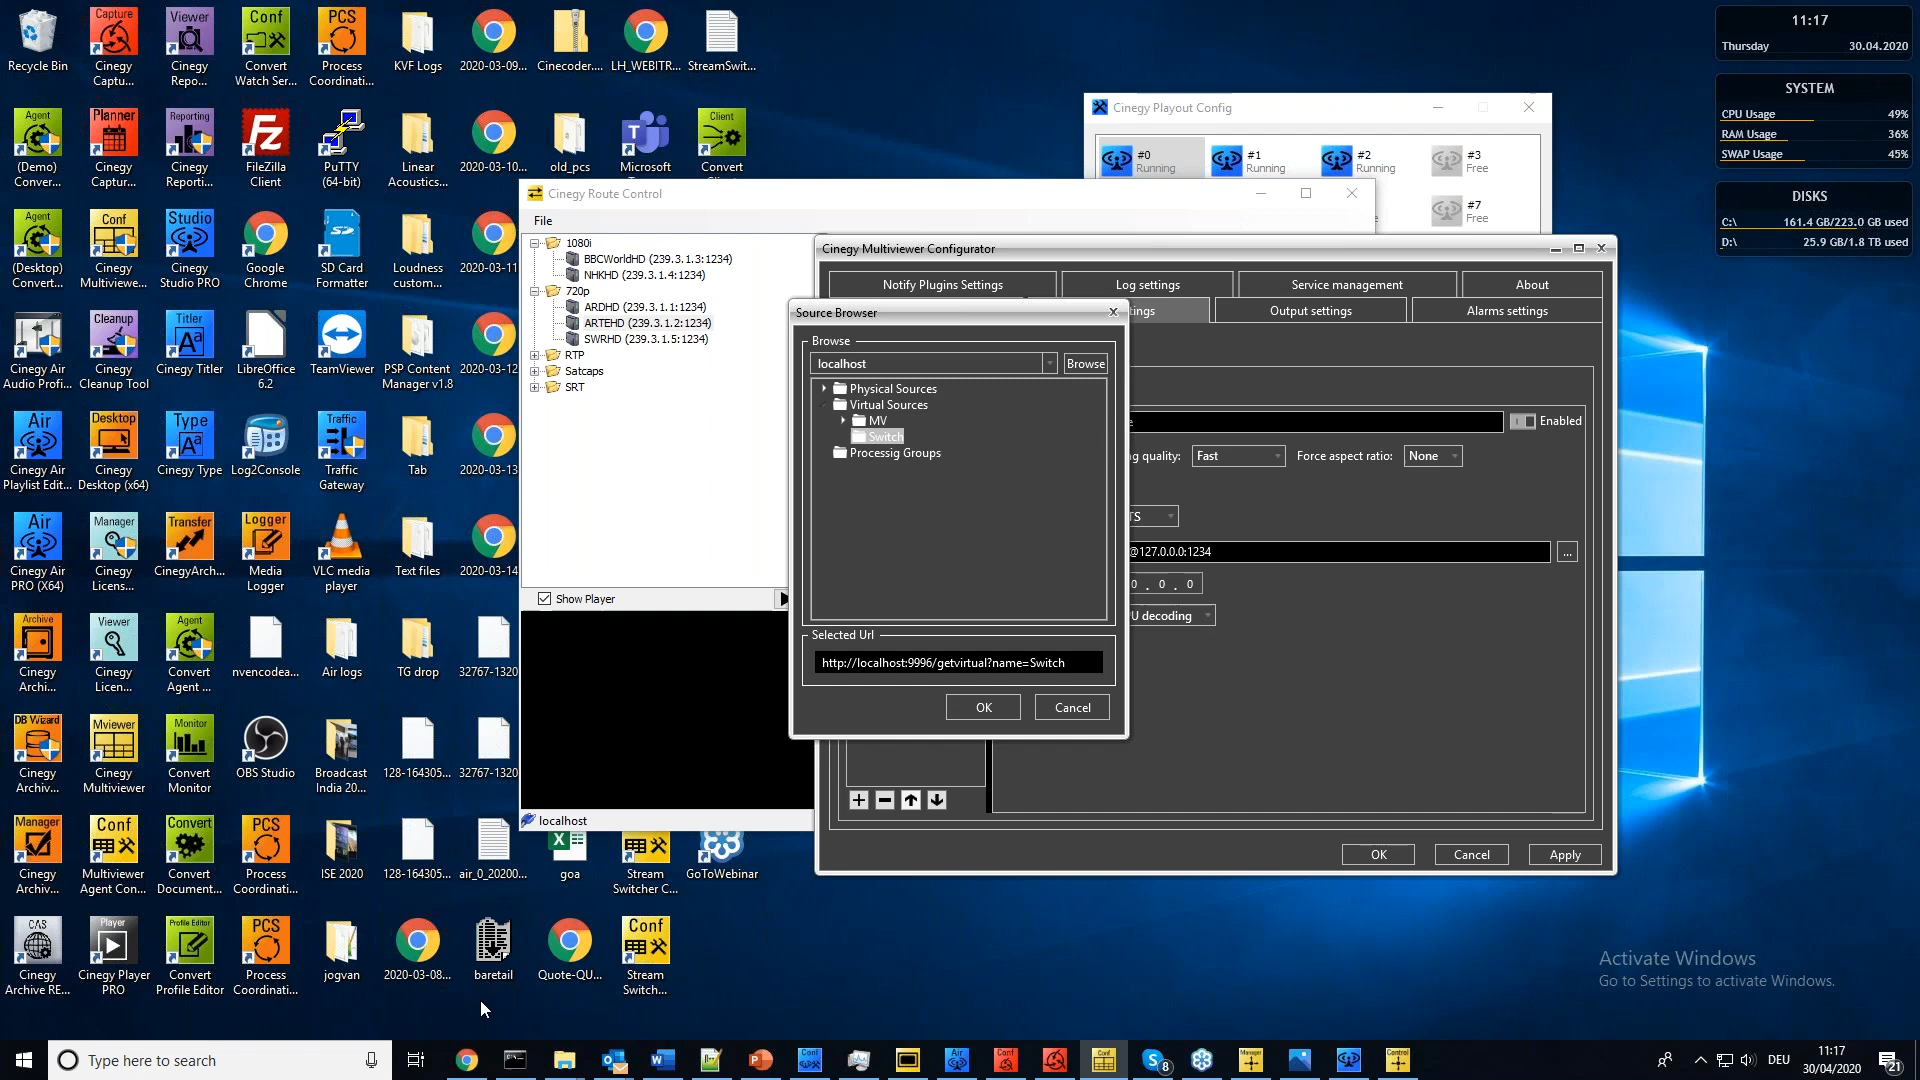 Recycle Bin
Capture
Cinegy
Captu...
Viewer
Cinegy
Repo...
Conf
Convert
Watch Ser...
PCS
Process
Coordinati...
KVF Logs
2020-03-09...
Cinecoder....
LH_WEBITR...
StreamSwit...
Agent
(Demo)
Conver...
Planner
Cinegy
Captur...
Reporting
Cinegy
Reporti...
FileZilla
Client
PuTTY
(64-bit)
Linear
Acoustics...
2020-03-10...
old_pcs
Microsoft
Client
Convert
Agent
(Desktop)
Convert...
Conf
Cinegy
Multiviewe...
Studio
Cinegy
Studio PRO
Google
Chrome
SD Card
Formatter
Loudness
custom...
2020-03-11
Cinegy Air
Audio Profi...
Cleanup
Cinegy
Cleanup Tool
Titler
Cinegy Titler
LibreOffice
6.2
TeamViewer
PSP Content
Manager v1.8
2020-03-12
Air
Cinegy Air
Playlist Edit...
Desktop
Cinegy
Desktop (x64)
Type
Cinegy Type
Log2Console
Traffic
Traffic
Gateway
Tab
2020-03-13
Air
Cinegy Air
PRO (X64)
Manager
Cinegy
Licens...
Transfer
CinegyArch...
Logger
Media
Logger
VLC media
player
Text files
2020-03-14
Archive
Cinegy
Archi...
Viewer
Cinegy
Licen...
Agent
Convert
Agent ...
nvencodea...
Air logs
TG drop
32767-1320
DB Wizard
Cinegy
Archiv...
Mviewer
Cinegy
Multiviewer
Monitor
Convert
Monitor
OBS Studio
Broadcast
India 20...
128-164305...
32767-1320
Manager
Cinegy
Archiv...
Conf
Multiviewer
Agent Con...
Convert
Convert
Document...
PCS
Process
Coordinati...
ISE 2020
128-164305...
air_0_20200...
goa
Stream
Switcher C...
GoToWebinar
CAS
Cinegy
Archive RE...
Player
Cinegy Player
PRO
Profile Editor
Convert
Profile Editor
PCS
Process
Coordinati...
jogvan
2020-03-08...
baretail
Quote-QU...
Conf
Stream
Switch...
Cinegy Route Control
File
1080i
BBCWorldHD (239.3.1.3:1234)
NHKHD (239.3.1.4:1234)
720p
ARDHD (239.3.1.1:1234)
ARTEHD (239.3.1.2:1234)
SWRHD (239.3.1.5:1234)
RTP
Satcaps
SRT
Show Player
localhost
Cinegy Playout Config
#0 #1 #2 #3
Running Running Running Free
#7
Free
Cinegy Multiviewer Configurator
Notify Plugins Settings Log settings Service management About
tings Output settings Alarms settings
Enabled
ng quality: Fast Force aspect ratio: None
TS
@127.0.0.0:1234 ...
0 . 0 . 0
U decoding
OK Cancel Apply
Source Browser
Browse
localhost Browse
Physical Sources
Virtual Sources
MV
Switch
Processig Groups
Selected Url
http://localhost:9996/getvirtual?name=Switch
OK Cancel
11:17
Thursday 30.04.2020
SYSTEM
CPU Usage 49%
RAM Usage 36%
SWAP Usage 45%
DISKS
C:\ 161.4 GB/223.0 GB used
D:\ 25.9 GB/1.8 TB used
Activate Windows
Go to Settings to activate Windows.
Type here to search
8
DEU
11:17
30/04/2020
21